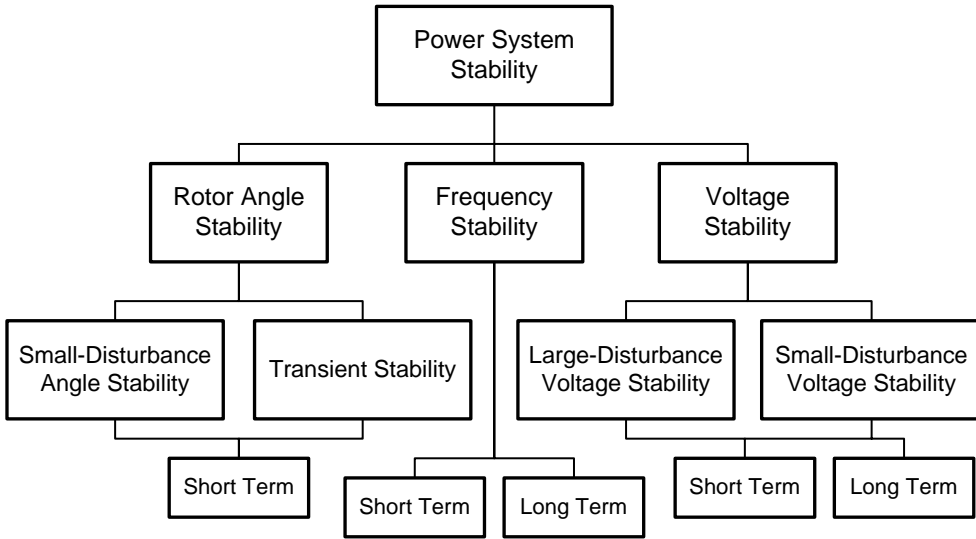 Power System
Stability
Rotor Angle
Stability
Frequency
Stability
Voltage
Stability
Small-Disturbance
Angle Stability
Transient Stability
Large-Disturbance
Voltage Stability
Small-Disturbance
Voltage Stability
Short Term
Short Term
Long Term
Short Term
Long Term